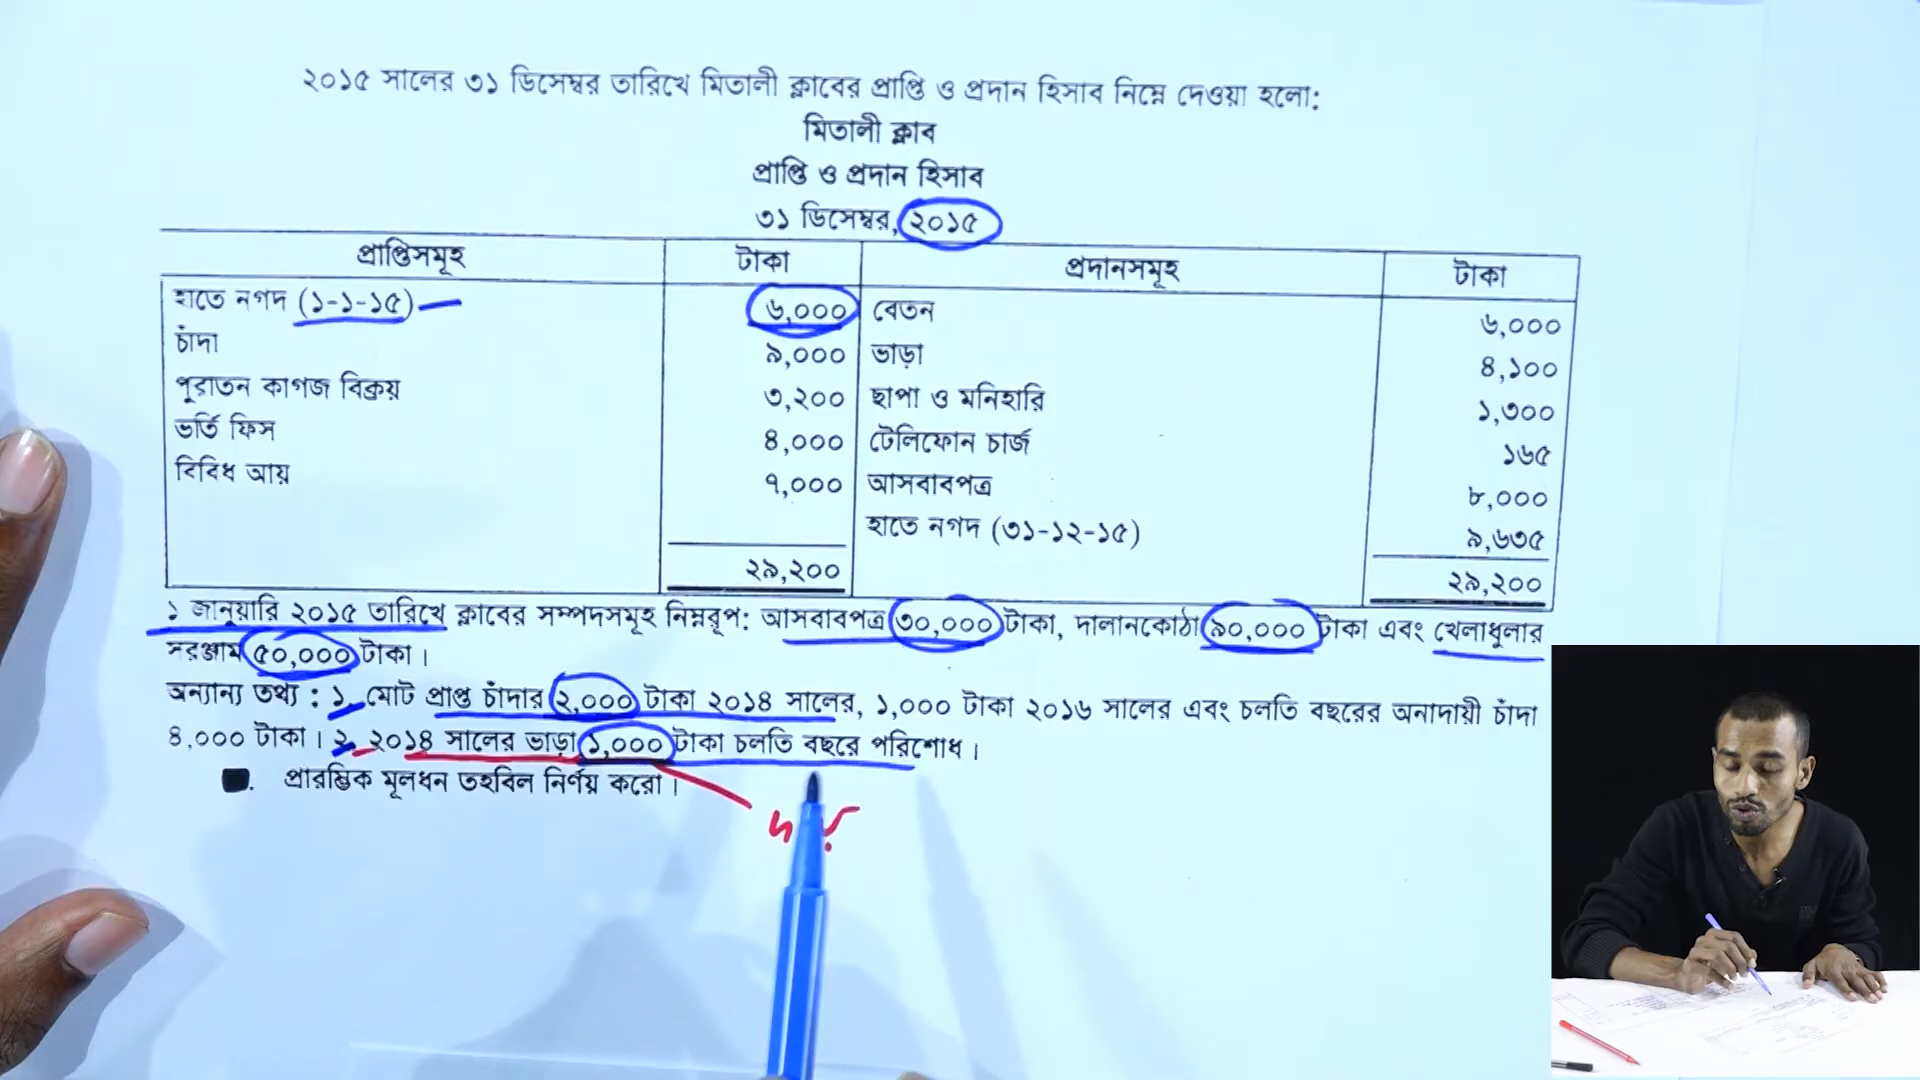 ২০১৫ সালের ৩১ ডিসেম্বর তারিখে মিতালী ক্লাবের প্রাপ্তি ও প্রদান হিসাব নিম্নে দেওয়া হলো:
মিতালী ক্লাব
প্রাপ্তি ও প্রদান হিসাব
৩১ ডিসেম্বর, ২০১৫
প্রাপ্তিসমূহ টাকা প্রদানসমূহ টাকা
হাতে নগদ (১-১-১৫) ৬,০০০ বেতন ৬,০০০
চাঁদা ৯,০০০ ভাড়া ৪,১০০
পুরাতন কাগজ বিক্রয় ৩,২০০ ছাপা ও মনিহারি ১,৩০০
ভর্তি ফিস ৪,০০০ টেলিফোন চার্জ ১৬৫
বিবিধ আয় ৭,০০০ আসবাবপত্র ৮,০০০
হাতে নগদ (৩১-১২-১৫) ৯,৬৩৫
২৯,২০০ ২৯,২০০
১ জানুয়ারি ২০১৫ তারিখে ক্লাবের সম্পদসমূহ নিম্নরূপ: আসবাবপত্র ৩০,০০০ টাকা, দালানকোঠা ৯০,০০০ টাকা এবং খেলাধুলার
সরঞ্জাম ৫০,০০০ টাকা।
অন্যান্য তথ্য : ১. মোট প্রাপ্ত চাঁদার ২,০০০ টাকা ২০১৪ সালের, ১,০০০ টাকা ২০১৬ সালের এবং চলতি বছরের অনাদায়ী চাঁদা
৪,০০০ টাকা। ২. ২০১৪ সালের ভাড়া ১,০০০ টাকা চলতি বছরে পরিশোধ।
প্রারম্ভিক মূলধন তহবিল নির্ণয় করো।